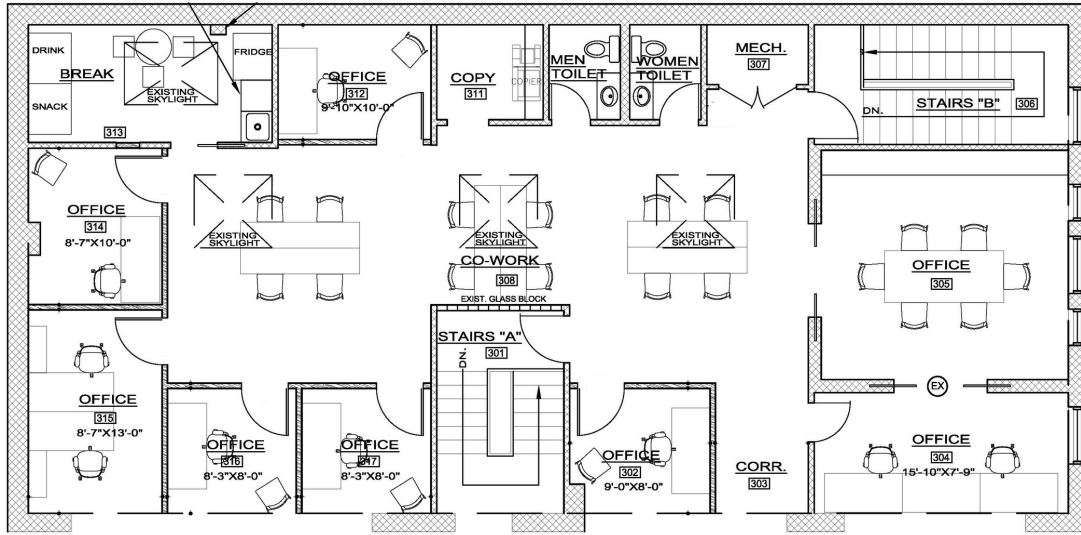 DRINK
BREAK
SNACK
EXISTING
SKYLIGHT
FRIDGE
313
OFFICE
312
9'-10"X10'-0"
COPY
311
COPIER
MEN
TOILET
WOMEN
TOILET
MECH.
307
DN.
STAIRS "B"
306
OFFICE
314
8'-7"X10'-0"
EXISTING
SKYLIGHT
EXISTING
SKYLIGHT
CO-WORK
308
EXIST. GLASS BLOCK
EXISTING
SKYLIGHT
OFFICE
305
STAIRS "A"
301
DN.
OFFICE
315
8'-7"X13'-0"
OFFICE
316
8'-3"X8'-0"
OFFICE
317
8'-3"X8'-0"
OFFICE
302
9'-0"X8'-0"
CORR.
303
EX
OFFICE
304
15'-10"X7'-9"